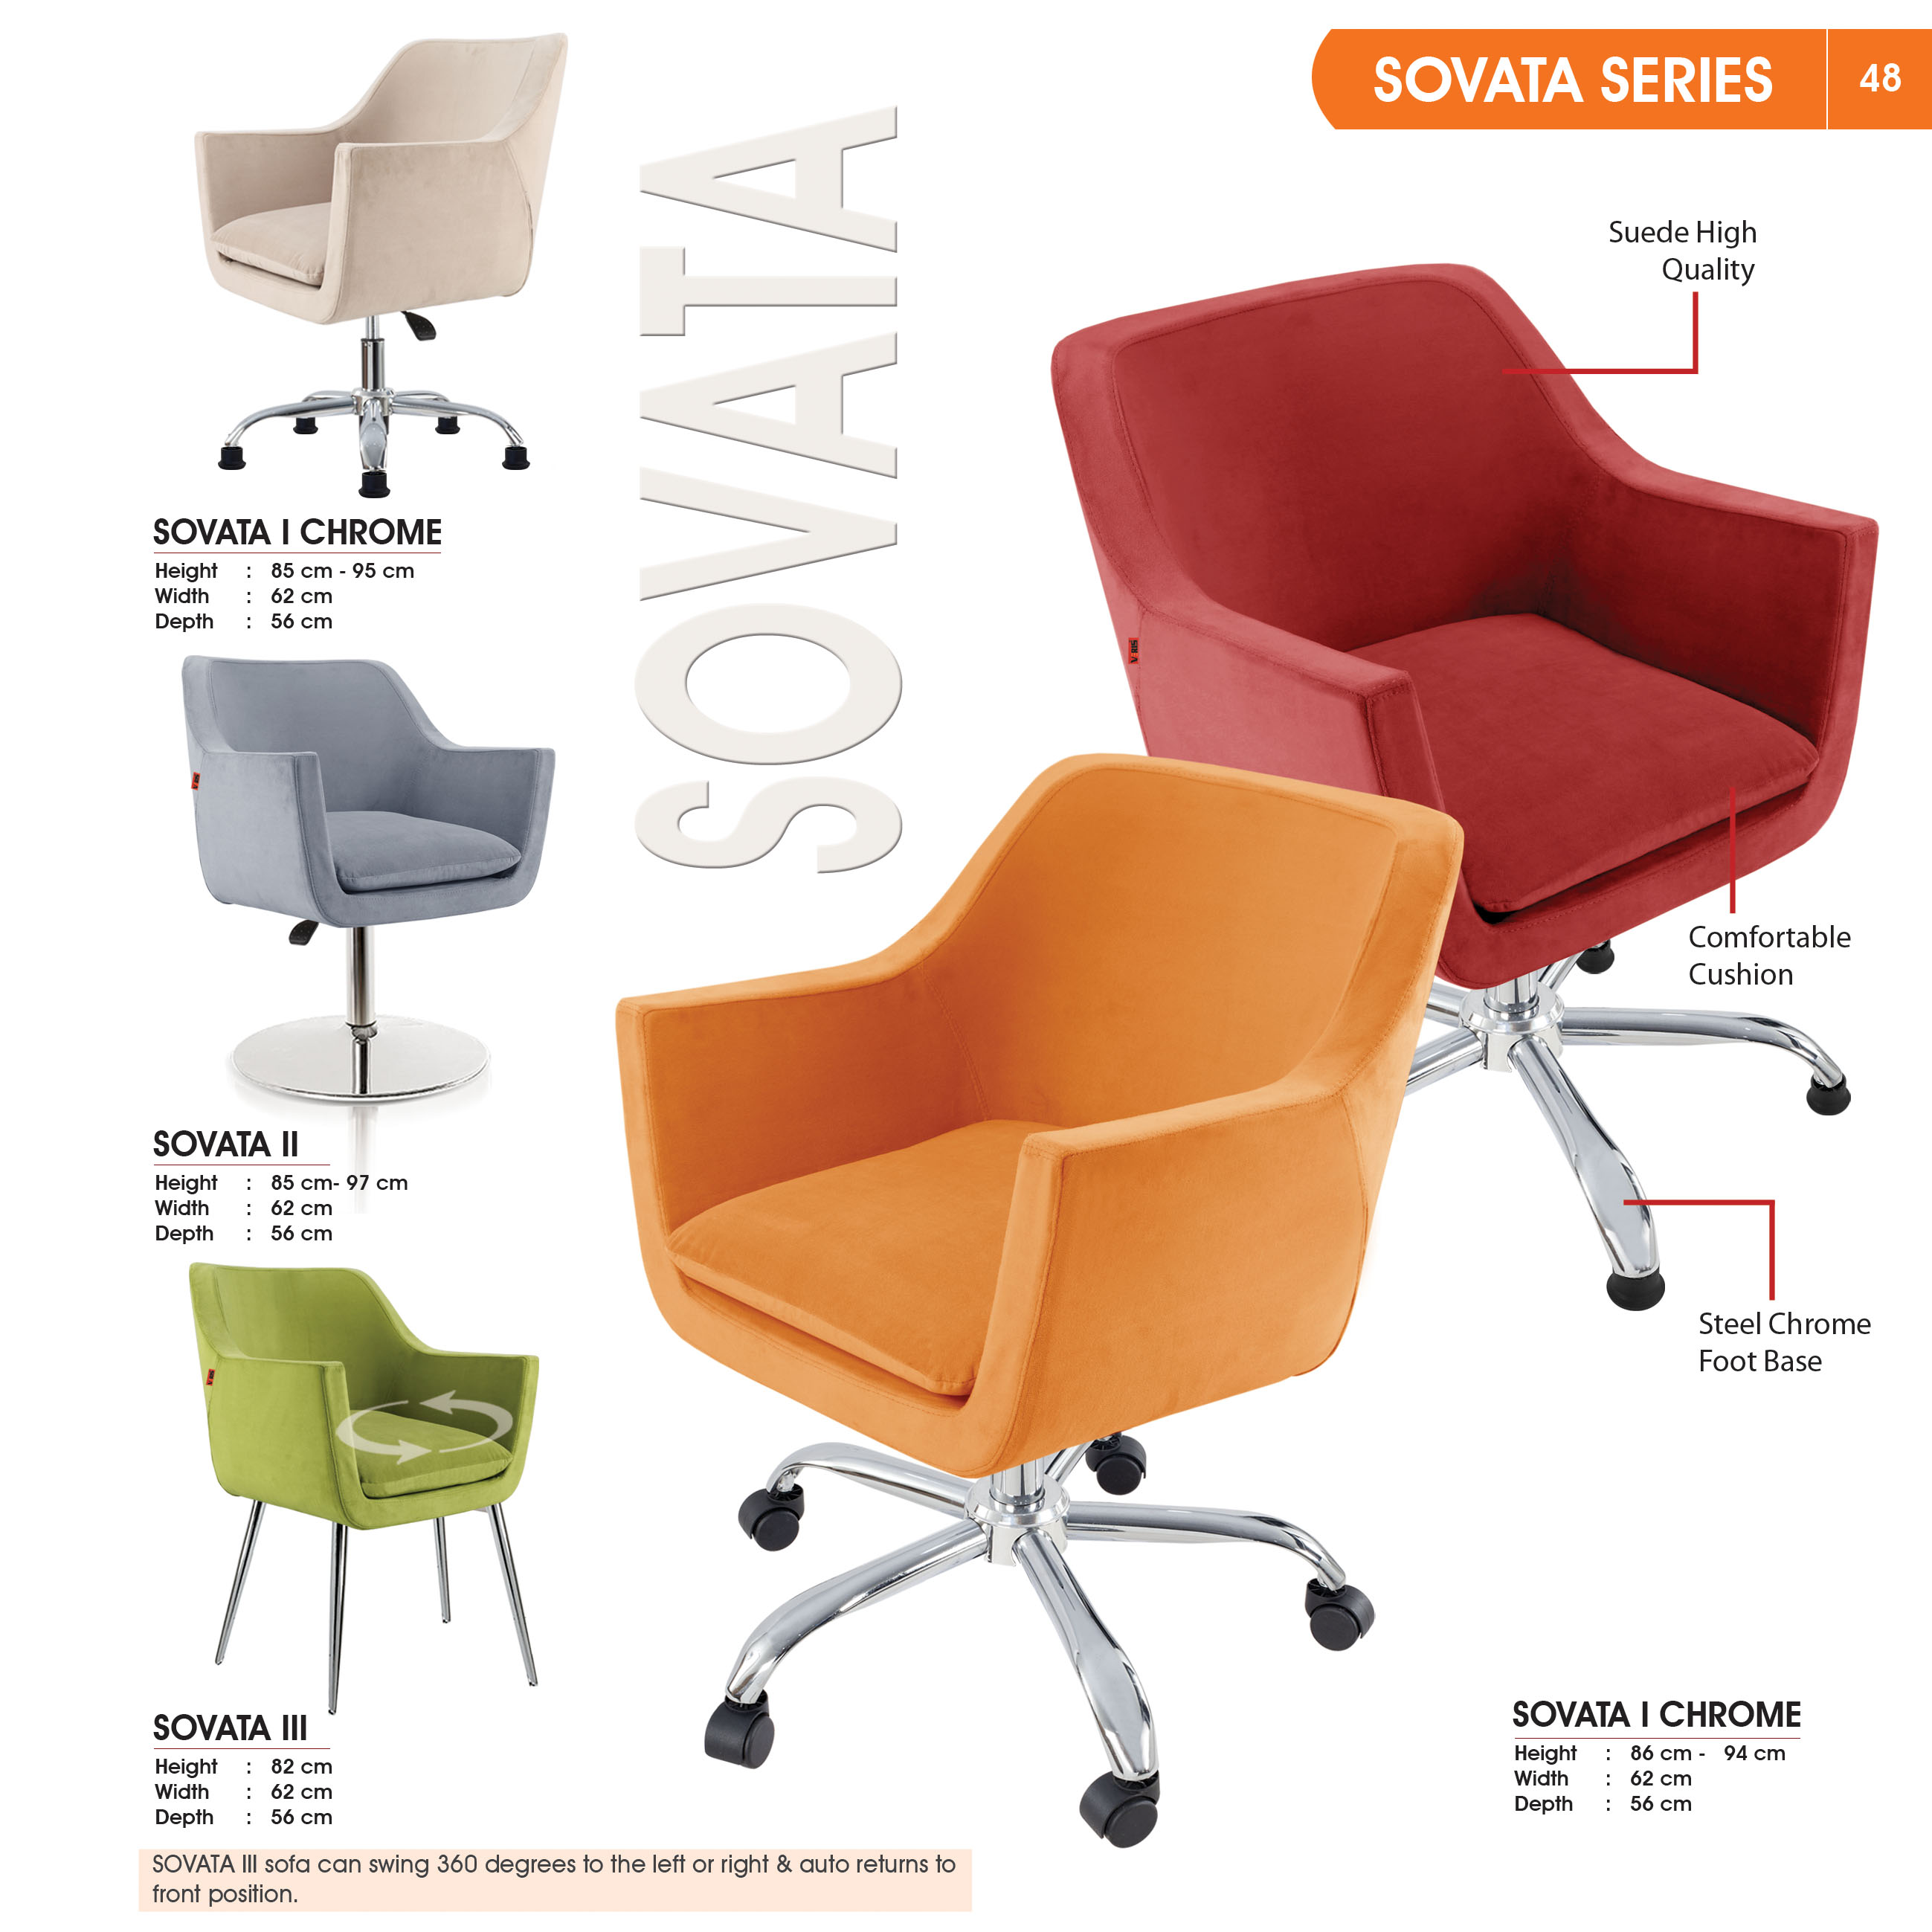 SOVATA SERIES
48
SOVATA
Suede High
Quality
SOVATA I CHROME
Height : 85 cm - 95 cm
Width : 62 cm
Depth : 56 cm
SOVATA II
Height : 85 cm- 97 cm
Width : 62 cm
Depth : 56 cm
Comfortable
Cushion
Steel Chrome
Foot Base
SOVATA III
Height : 82 cm
Width : 62 cm
Depth : 56 cm
SOVATA I CHROME
Height : 86 cm - 94 cm
Width : 62 cm
Depth : 56 cm
SOVATA III sofa can swing 360 degrees to the left or right & auto returns to
front position.